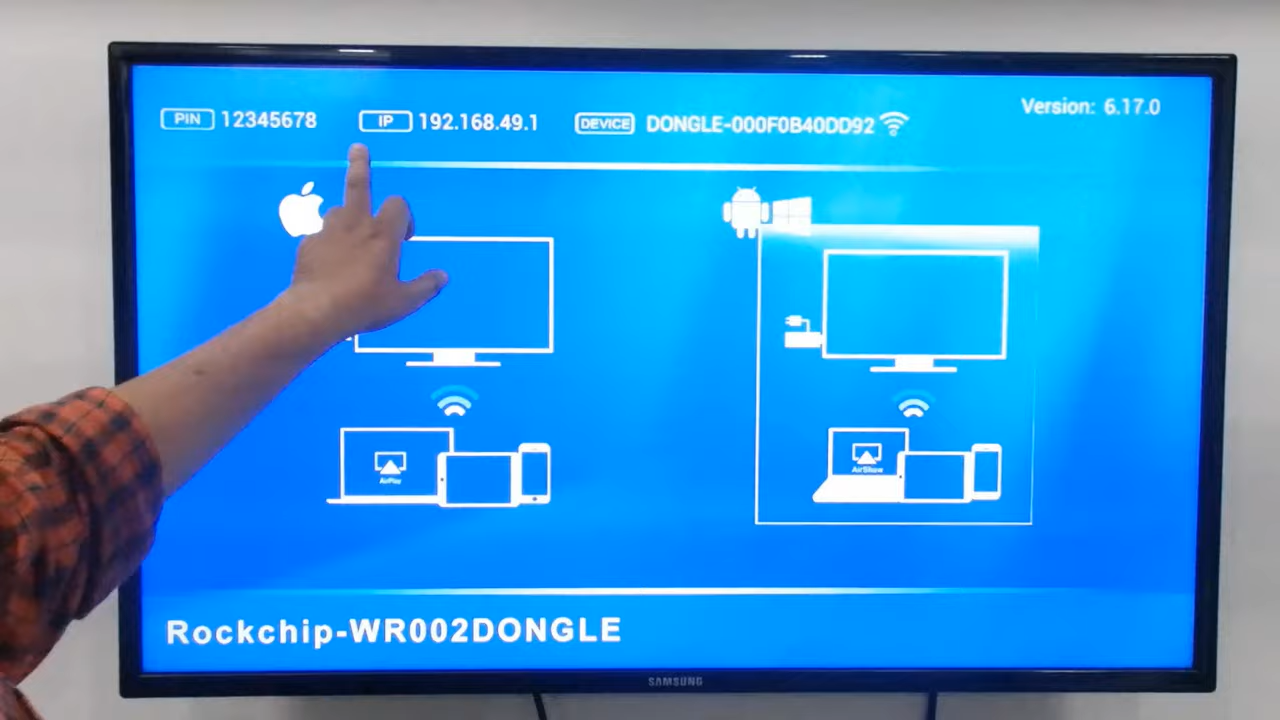 PIN 12345678 IP 192.168.49.1 DEVICE DONGLE-000F0B40DD92 Version: 6.17.0
AirPlay
AirShow
Rockchip-WR002DONGLE
SAMSUNG